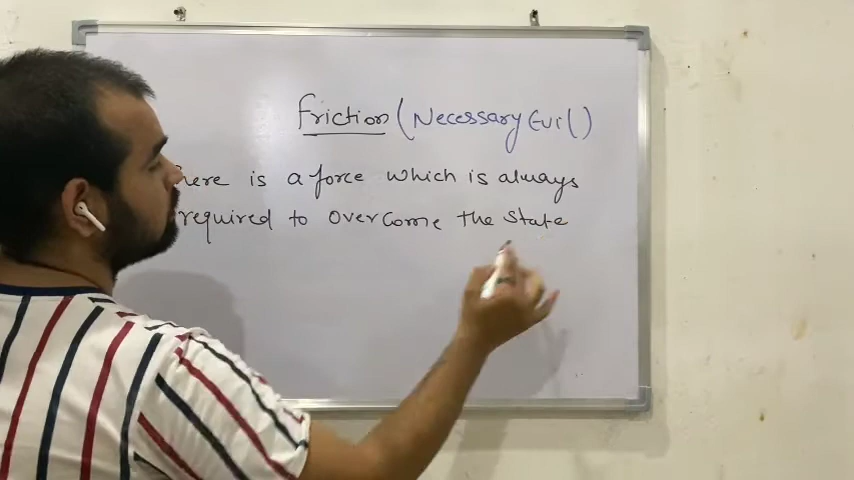 Friction (Necessary Evil)
here is a force which is always
required to overcome the state